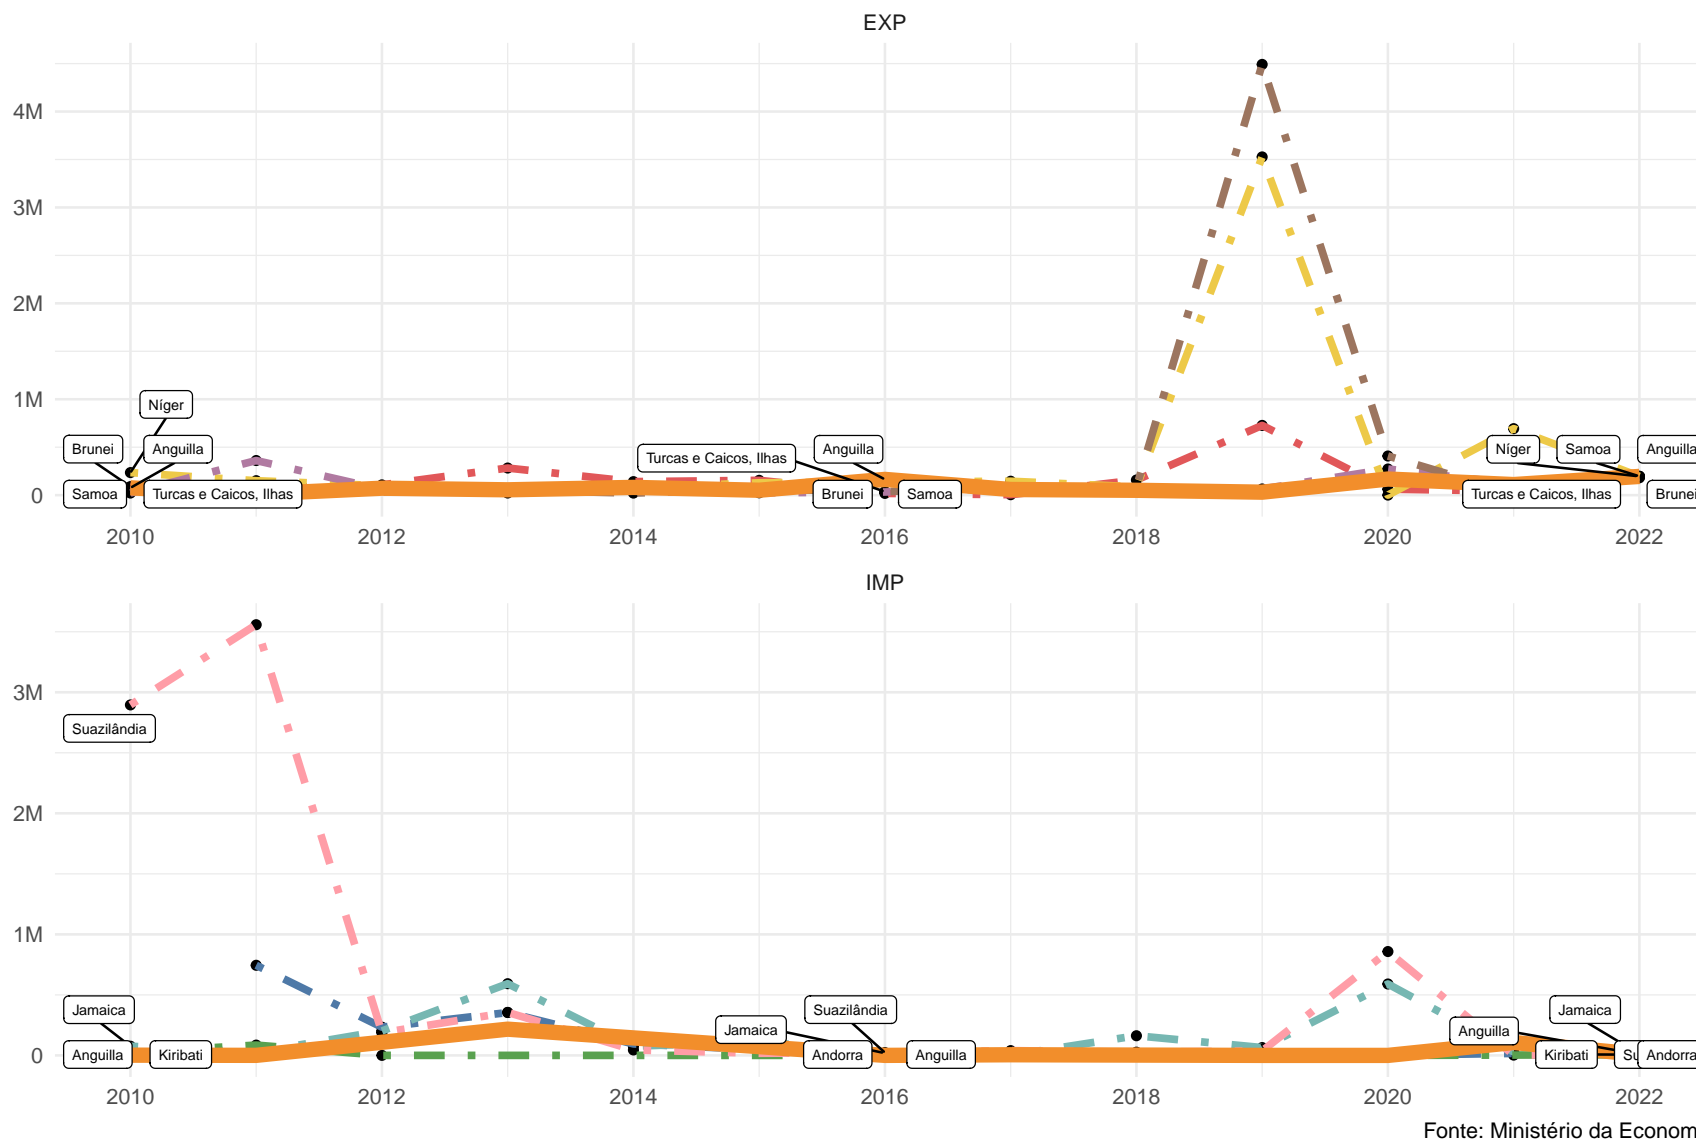 EXP
4M
3M
2M
1M
0
Níger
Brunei
Anguilla
Samoa
Turcas e Caicos, Ilhas
Turcas e Caicos, Ilhas
Anguilla
Brunei
Samoa
Níger
Samoa
Anguilla
Turcas e Caicos, Ilhas
Brunei
2010 2012 2014 2016 2018 2020 2022
IMP
3M
2M
1M
0
Suazilândia
Jamaica
Anguilla
Kiribati
Suazilândia
Jamaica
Andorra
Anguilla
Jamaica
Anguilla
Kiribati
Su
Andorra
2010 2012 2014 2016 2018 2020 2022
Fonte: Ministério da Econom